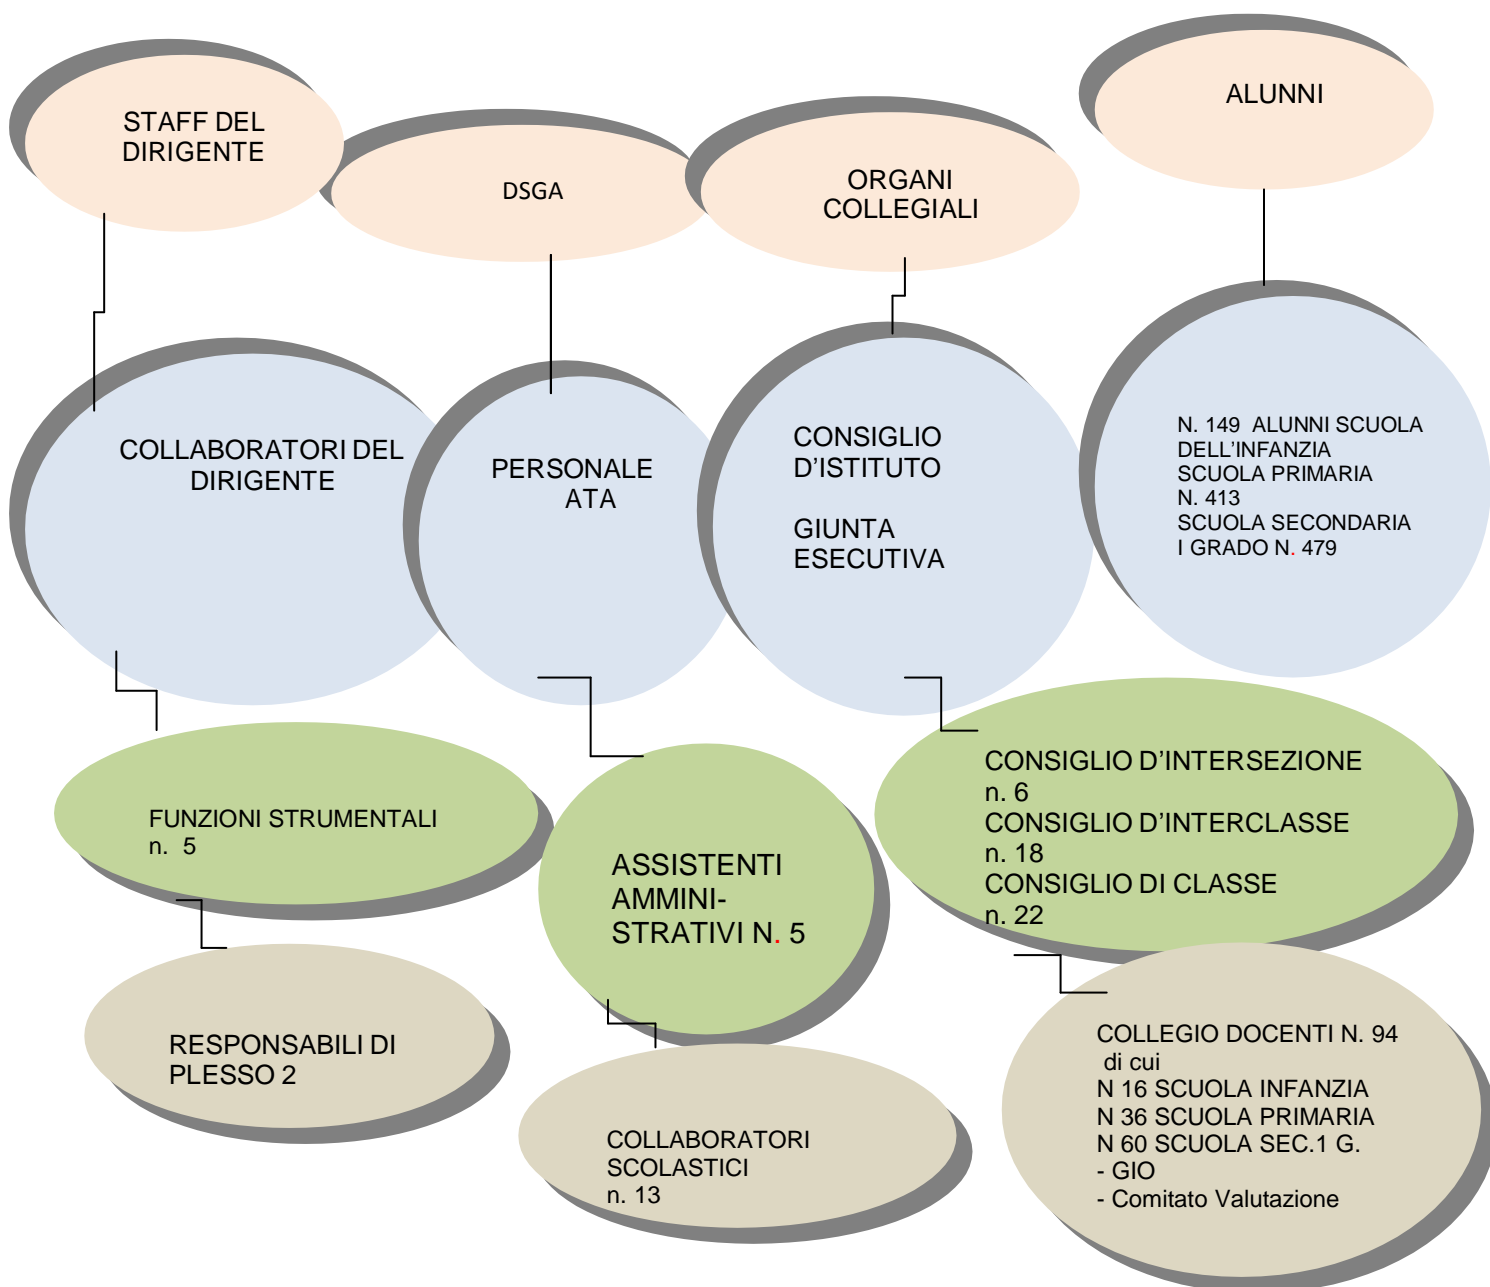 STAFF DEL
DIRIGENTE
DSGA
ORGANI
COLLEGIALI
ALUNNI
COLLABORATORI DEL
DIRIGENTE
PERSONALE
ATA
CONSIGLIO
D'ISTITUTO
GIUNTA
ESECUTIVA
N. 149 ALUNNI SCUOLA
DELL'INFANZIA
SCUOLA PRIMARIA
N. 413
SCUOLA SECONDARIA
I GRADO N. 479
FUNZIONI STRUMENTALI
n. 5
ASSISTENTI
AMMINI-
STRATIVI N. 5
CONSIGLIO D'INTERSEZIONE
n. 6
CONSIGLIO D'INTERCLASSE
n. 18
CONSIGLIO DI CLASSE
n. 22
RESPONSABILI DI
PLESSO 2
COLLABORATORI
SCOLASTICI
n. 13
COLLEGIO DOCENTI N. 94
di cui
N 16 SCUOLA INFANZIA
N 36 SCUOLA PRIMARIA
N 60 SCUOLA SEC.1 G.
- GIO
- Comitato Valutazione